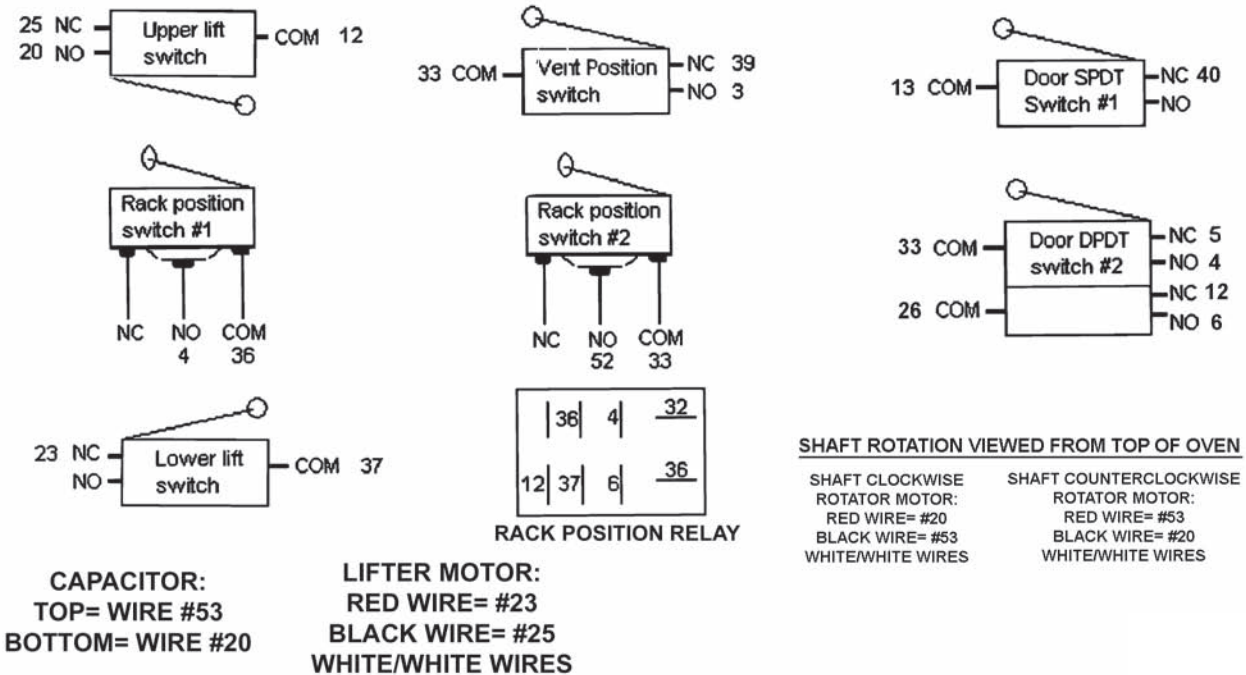 25 NC
20 NO
Upper lift
switch
COM 12
33 COM
Vent Position
switch
NC 39
NO 3
13 COM
Door SPDT
Switch #1
NC 40
NO
Rack position
switch #1
NC NO COM
4 36
Rack position
switch #2
NC NO COM
52 33
33 COM
26 COM
Door DPDT
switch #2
NC 5
NO 4
NC 12
NO 6
23 NC
NO
Lower lift
switch
COM 37
36 4 32
12 37 6 36
RACK POSITION RELAY
SHAFT ROTATION VIEWED FROM TOP OF OVEN
SHAFT CLOCKWISE
ROTATOR MOTOR:
RED WIRE= #20
BLACK WIRE= #53
WHITE/WHITE WIRES
SHAFT COUNTERCLOCKWISE
ROTATOR MOTOR:
RED WIRE= #53
BLACK WIRE= #20
WHITE/WHITE WIRES
CAPACITOR:
TOP= WIRE #53
BOTTOM= WIRE #20
LIFTER MOTOR:
RED WIRE= #23
BLACK WIRE= #25
WHITE/WHITE WIRES